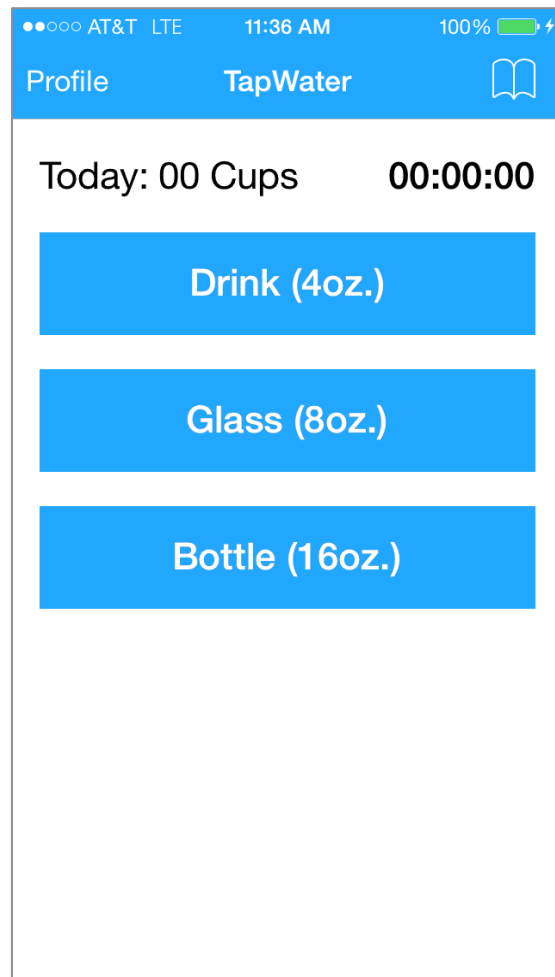 AT&T LTE 11:36 AM 100%
Profile TapWater
Today: 00 Cups 00:00:00
Drink (4oz.)
Glass (8oz.)
Bottle (16oz.)